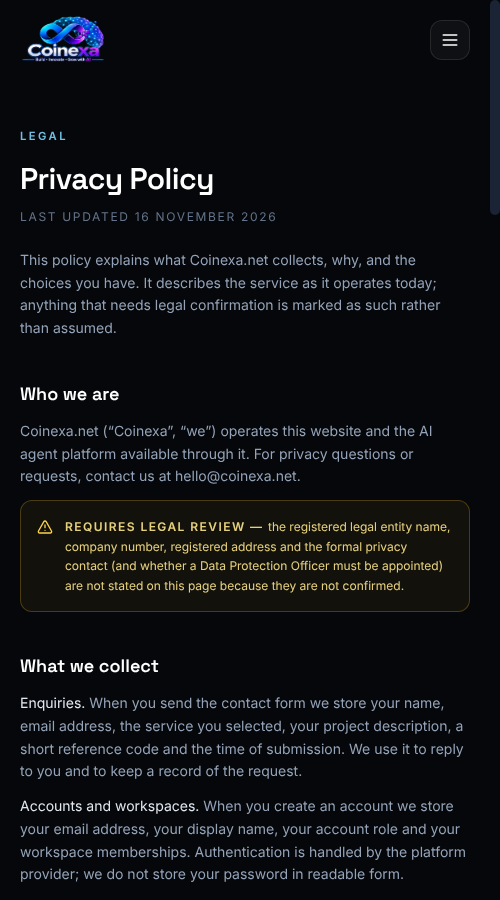 Coinexa
Build • Innovate • Grow with AI
LEGAL
Privacy Policy
LAST UPDATED 16 NOVEMBER 2026
This policy explains what Coinexa.net collects, why, and the
choices you have. It describes the service as it operates today;
anything that needs legal confirmation is marked as such rather
than assumed.
Who we are
Coinexa.net (“Coinexa”, “we”) operates this website and the AI
agent platform available through it. For privacy questions or
requests, contact us at hello@coinexa.net.
REQUIRES LEGAL REVIEW — the registered legal entity name,
company number, registered address and the formal privacy
contact (and whether a Data Protection Officer must be appointed)
are not stated on this page because they are not confirmed.
What we collect
Enquiries. When you send the contact form we store your name,
email address, the service you selected, your project description, a
short reference code and the time of submission. We use it to reply
to you and to keep a record of the request.
Accounts and workspaces. When you create an account we store
your email address, your display name, your account role and your
workspace memberships. Authentication is handled by the platform
provider; we do not store your password in readable form.